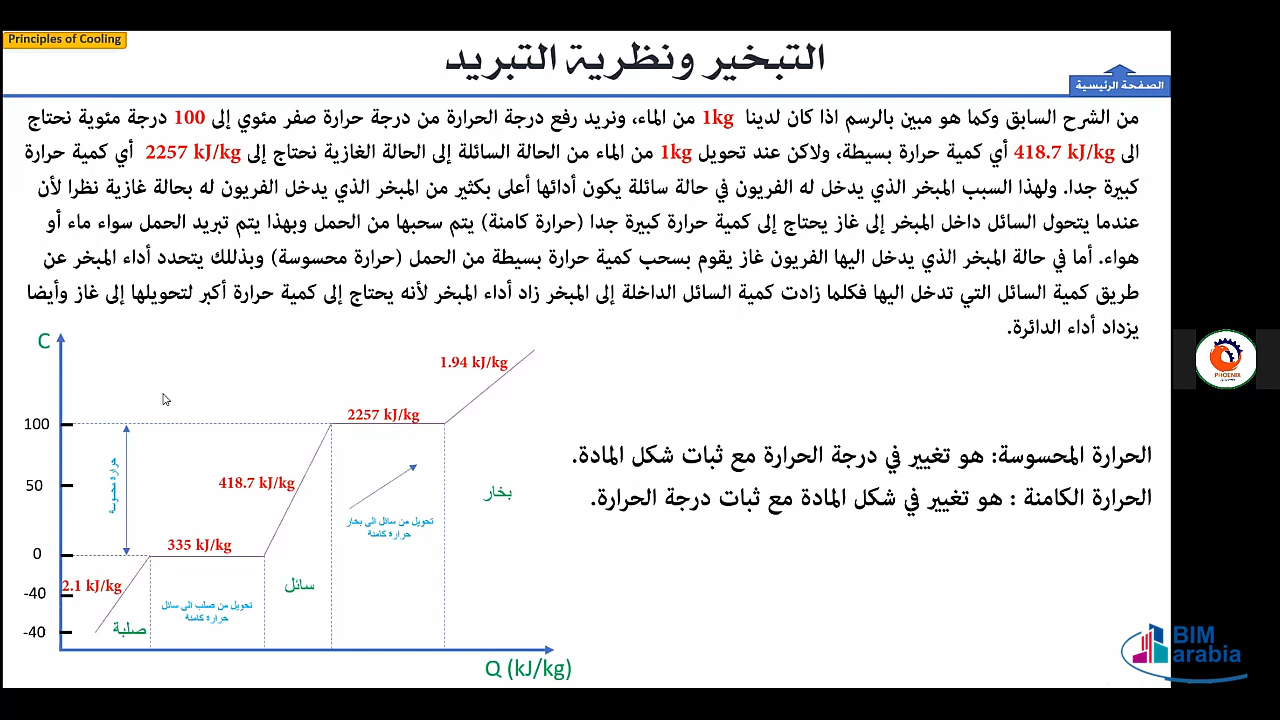 Principles of Cooling
التبخير ونظرية التبريد
الصفحة الرئيسية
من الشرح السابق وكما هو مبين بالرسم اذا كان لدينا 1kg من الماء، ونريد رفع درجة الحرارة من درجة حرارة صفر مئوي إلى 100 درجة مئوية نحتاج
الى 418.7 kJ/kg أي كمية حرارة بسيطة، ولاكن عند تحويل 1kg من الماء من الحالة السائلة إلى الحالة الغازية نحتاج إلى 2257 kJ/kg أي كمية حرارة
كبيرة جدا. ولهذا السبب المبخر الذي يدخل له الفريون في حالة سائلة يكون أدائها أعلى بكثير من المبخر الذي يدخل الفريون له بحالة غازية نظرا لأن
عندما يتحول السائل داخل المبخر إلى غاز يحتاج إلى كمية حرارة كبيرة جدا (حرارة كامنة) يتم سحبها من الحمل وبهذا يتم تبريد الحمل سواء ماء أو
هواء. أما في حالة المبخر الذي يدخل اليها الفريون غاز يقوم بسحب كمية حرارة بسيطة من الحمل (حرارة محسوسة) وبذللك يتحدد أداء المبخر عن
طريق كمية السائل التي تدخل اليها فكلما زادت كمية السائل الداخلة إلى المبخر زاد أداء المبخر لأنه يحتاج إلى كمية حرارة أكبر لتحويلها إلى غاز وأيضا
يزداد أداء الدائرة.
C
1.94 kJ/kg
2257 kJ/kg
100
الحرارة المحسوسة: هو تغيير في درجة الحرارة مع ثبات شكل المادة.
حرارة محسوسة
418.7 kJ/kg
50
بخار
الحرارة الكامنة : هو تغيير في شكل المادة مع ثبات درجة الحرارة.
تحويل من سائل الى بخار
حرارة كامنة
335 kJ/kg
0
2.1 kJ/kg
سائل
-40
تحويل من صلب الى سائل
حرارة كامنة
صلبة
-40
Q (kJ/kg)
PHOENIX
BIM
arabia